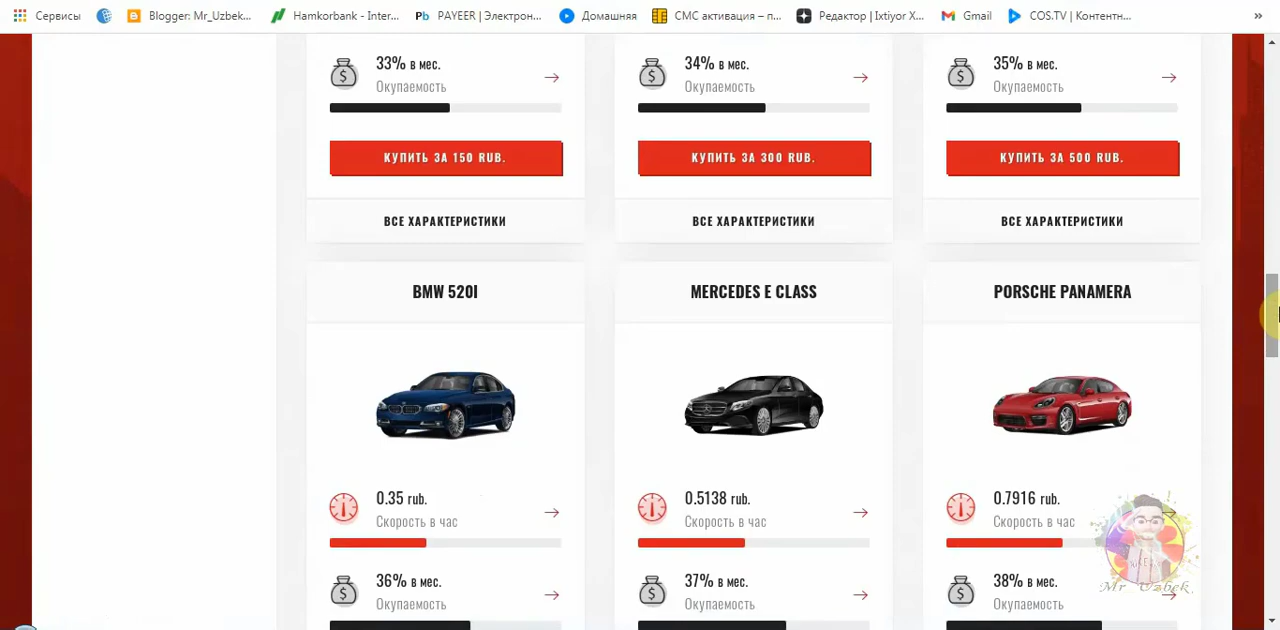 Сервисы Blogger: Mr_Uzbek... Hamkorbank - Inter... PAYEER | Электрон... Домашняя СМС активация – п... Редактор | Ixtiyor X... Gmail COS.TV | Контентн... »
33% в мес. 34% в мес. 35% в мес.
Окупаемость Окупаемость Окупаемость
КУПИТЬ ЗА 150 RUB. КУПИТЬ ЗА 300 RUB. КУПИТЬ ЗА 500 RUB.
ВСЕ ХАРАКТЕРИСТИКИ ВСЕ ХАРАКТЕРИСТИКИ ВСЕ ХАРАКТЕРИСТИКИ
BMW 520I MERCEDES E CLASS PORSCHE PANAMERA
0.35 rub. 0.5138 rub. 0.7916 rub.
Скорость в час Скорость в час Скорость в час
36% в мес. 37% в мес. 38% в мес.
Окупаемость Окупаемость Окупаемость
Mr_Uzbek